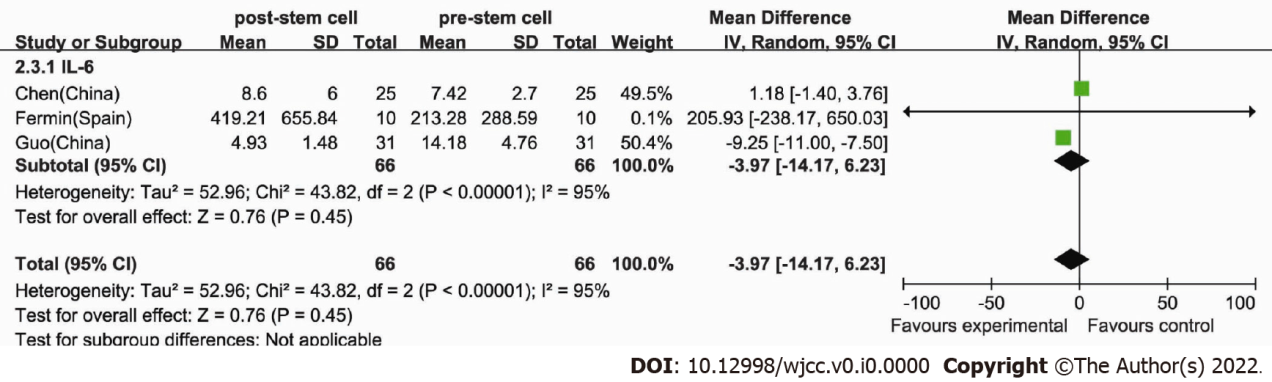 post-stem cell pre-stem cell Mean Difference Mean Difference
Study or Subgroup Mean SD Total Mean SD Total Weight IV, Random, 95% CI IV, Random, 95% CI
2.3.1 IL-6
Chen(China) 8.6 6 25 7.42 2.7 25 49.5% 1.18 [-1.40, 3.76]
Fermin(Spain) 419.21 655.84 10 213.28 288.59 10 0.1% 205.93 [-238.17, 650.03]
Guo(China) 4.93 1.48 31 14.18 4.76 31 50.4% -9.25 [-11.00, -7.50]
Subtotal (95% CI) 66 66 100.0% -3.97 [-14.17, 6.23]
Heterogeneity: Tau² = 52.96; Chi² = 43.82, df = 2 (P < 0.00001); I² = 95%
Test for overall effect: Z = 0.76 (P = 0.45)
Total (95% CI) 66 66 100.0% -3.97 [-14.17, 6.23]
Heterogeneity: Tau² = 52.96; Chi² = 43.82, df = 2 (P < 0.00001); I² = 95%
-100 -50 0 50 100
Test for overall effect: Z = 0.76 (P = 0.45)
Favours experimental Favours control
Test for subgroup differences: Not applicable
DOI: 10.12998/wjcc.v0.i0.0000 Copyright ©The Author(s) 2022.